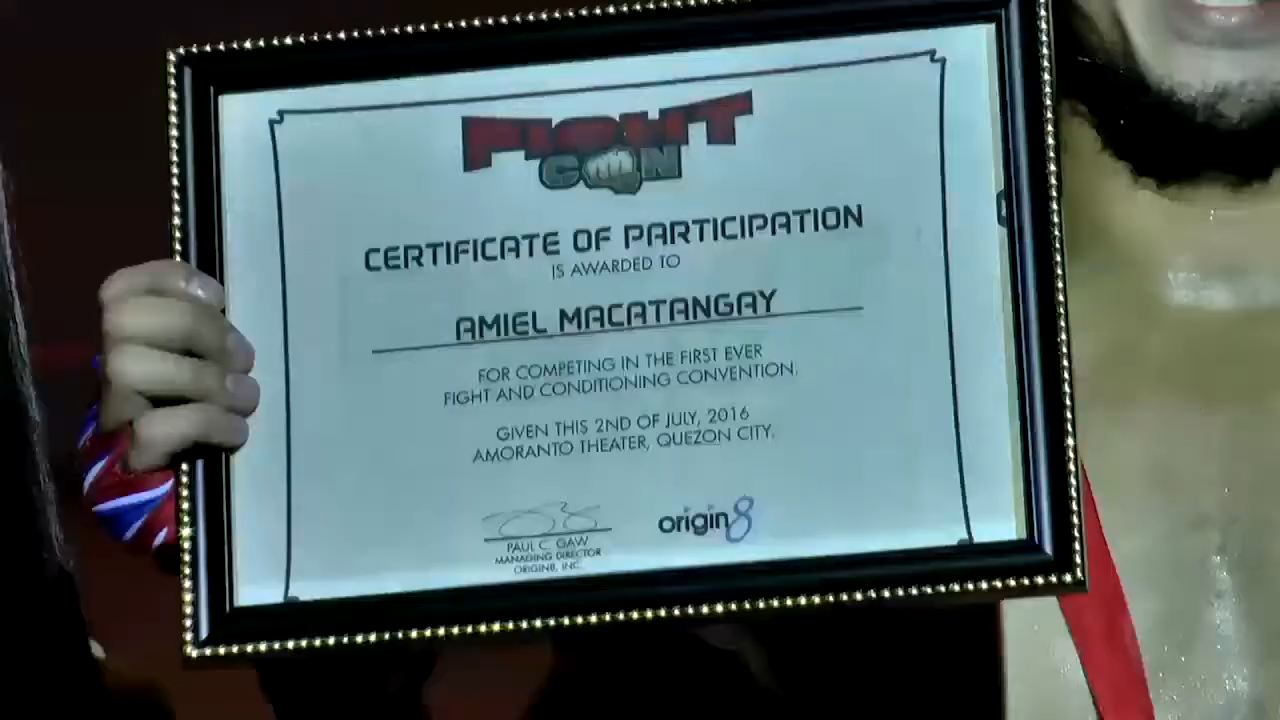 FIGHT
CON
CERTIFICATE OF PARTICIPATION
IS AWARDED TO
AMIEL MACATANGAY
FOR COMPETING IN THE FIRST EVER
FIGHT AND CONDITIONING CONVENTION.
GIVEN THIS 2ND OF JULY, 2016
AMORANTO THEATER, QUEZON CITY.
PAUL C. GAW
MANAGING DIRECTOR
ORIGIN8, INC.
origin8